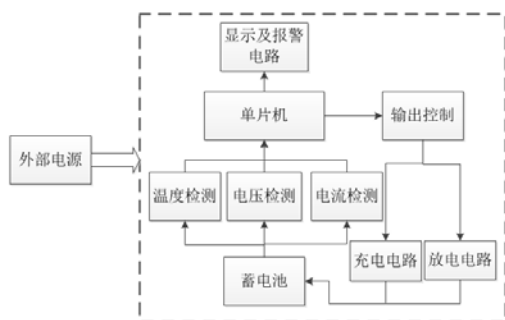 显示及报警
电路
单片机
输出控制
外部电源
温度检测
电压检测
电流检测
充电电路
放电电路
蓄电池